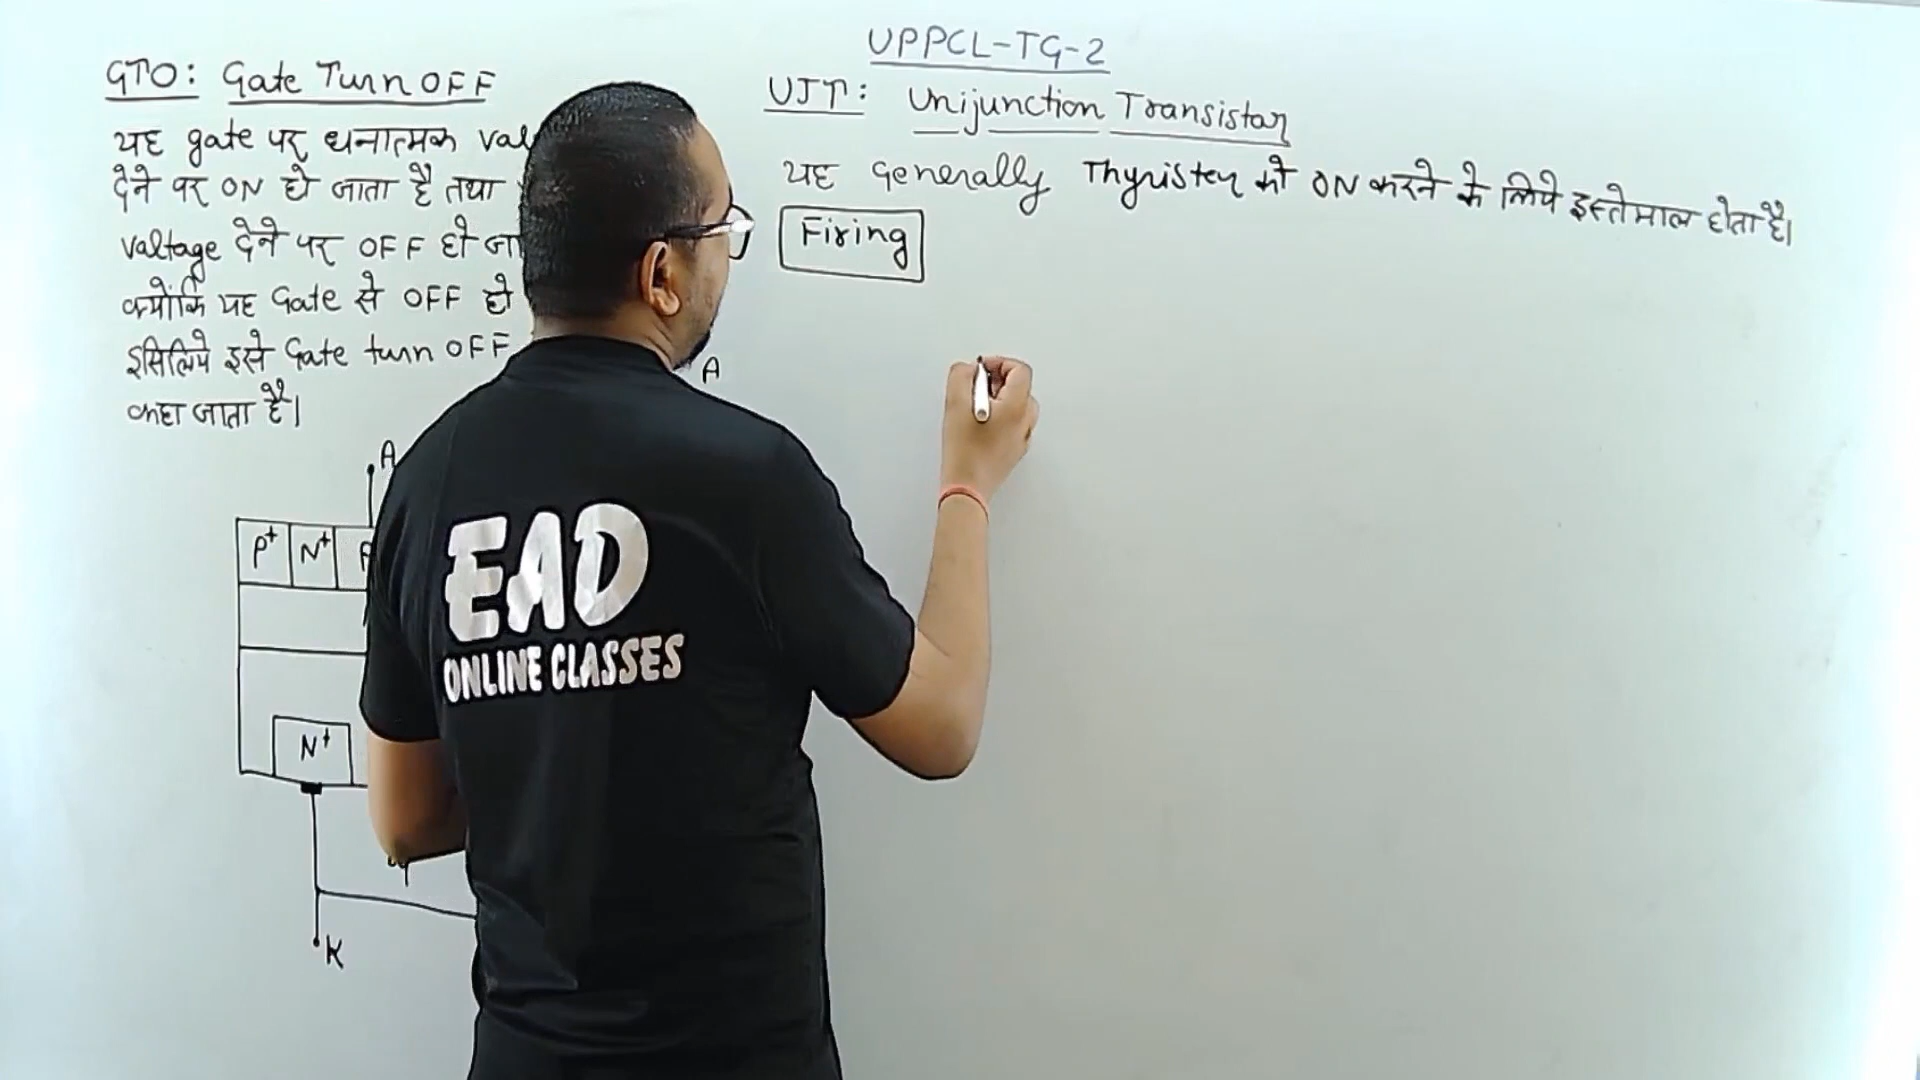 UPPCL-TG-2
GTO: Gate Turn OFF
यह gate पर धनात्मक
देने पर ON हो जाता है तथा
Valtage देने पर OFF हो
क्योंकि यह Gate से OFF हो
इसिलिये इसे Gate turn OFF
कहा जाता है।
A
A
P+ N+
N+
K
EAD
ONLINE CLASSES
UJT: Unijunction Transistor
यह Generally Thyrister को ON करने के लिये इस्तेमाल होता है।
Firing